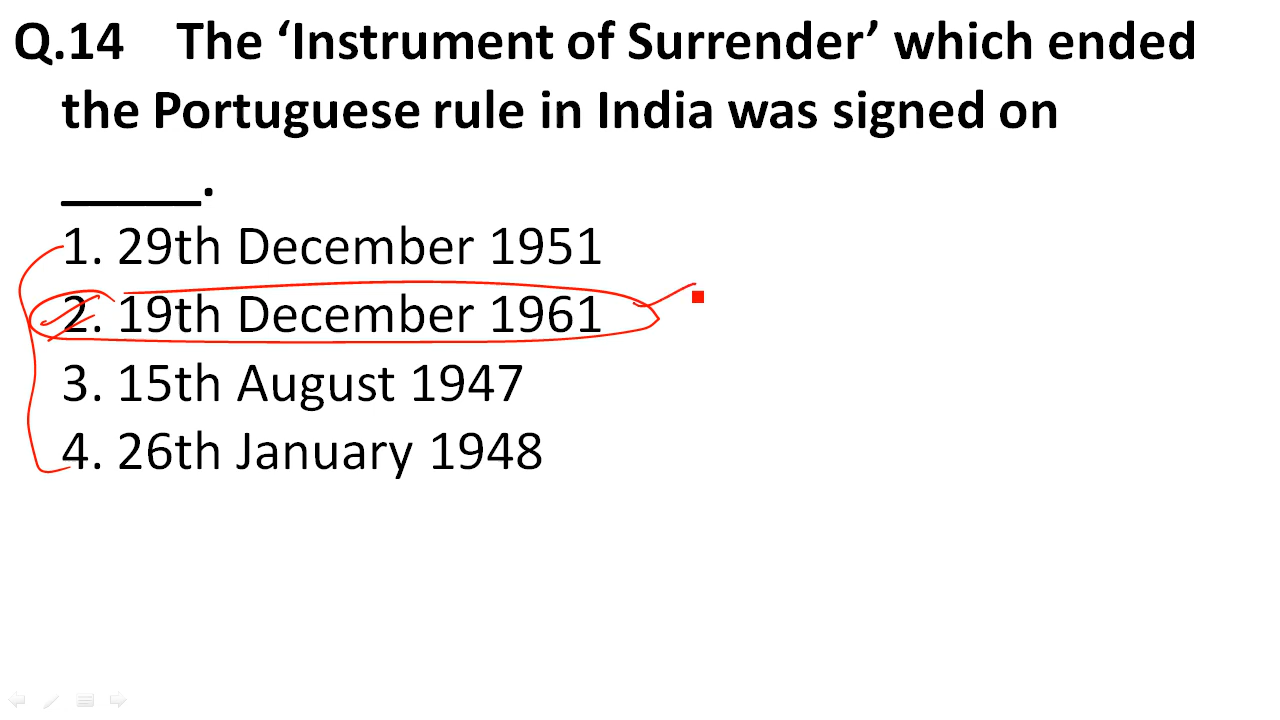 Q.14 The ‘Instrument of Surrender’ which ended
the Portuguese rule in India was signed on
_____.
1. 29th December 1951
2. 19th December 1961
3. 15th August 1947
4. 26th January 1948